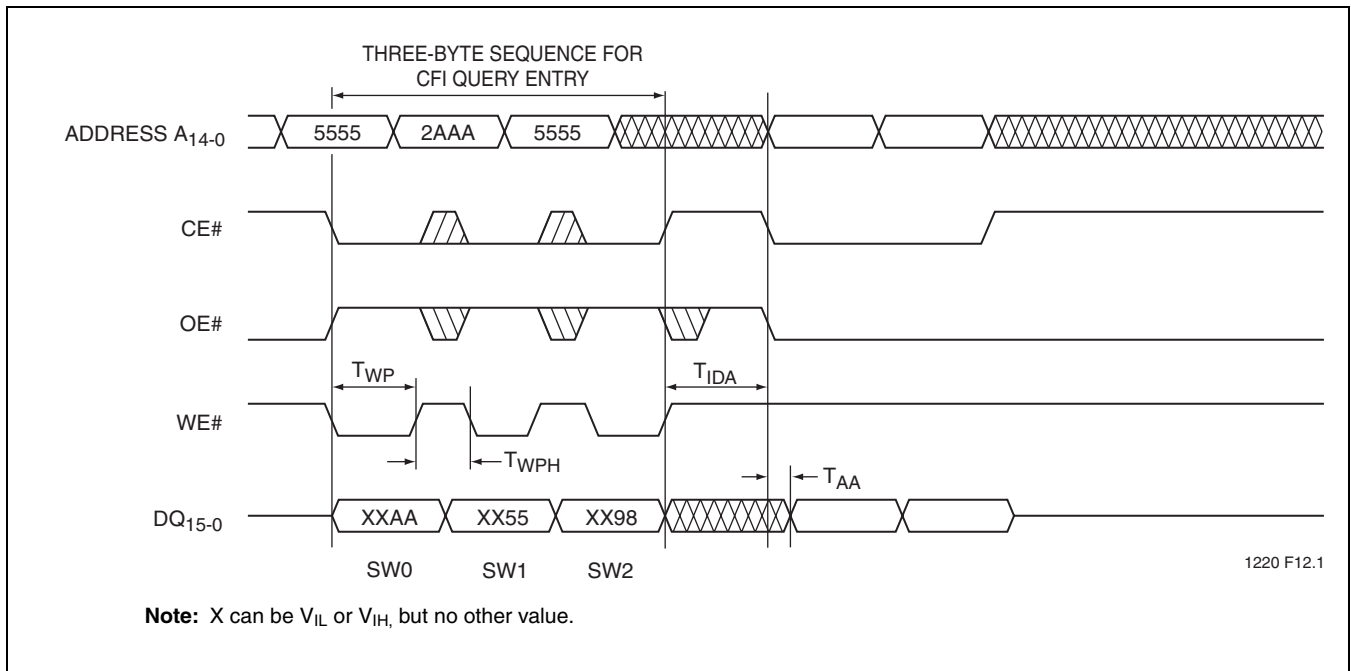 THREE-BYTE SEQUENCE FOR
CFI QUERY ENTRY
ADDRESS A14-0
5555 2AAA 5555
CE#
OE#
TWP TIDA
WE#
TWPH
TAA
DQ15-0
XXAA XX55 XX98
SW0 SW1 SW2
1220 F12.1
Note: X can be VIL or VIH, but no other value.